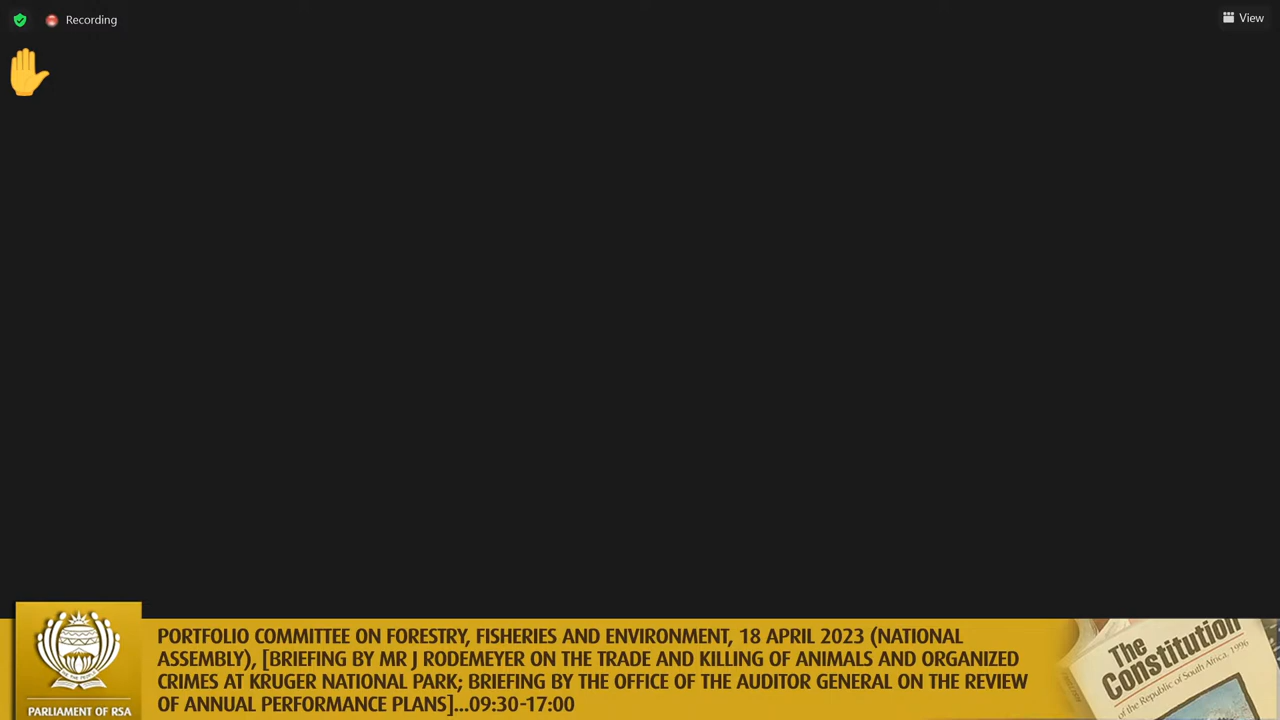 Recording
View
PORTFOLIO COMMITTEE ON FORESTRY, FISHERIES AND ENVIRONMENT, 18 APRIL 2023 (NATIONAL
ASSEMBLY), [BRIEFING BY MR J RODEMEYER ON THE TRADE AND KILLING OF ANIMALS AND ORGANIZED
CRIMES AT KRUGER NATIONAL PARK; BRIEFING BY THE OFFICE OF THE AUDITOR GENERAL ON THE REVIEW
OF ANNUAL PERFORMANCE PLANS]...09:30-17:00
PARLIAMENT OF RSA
The
Constitution
of the Republic of South Africa, 1996